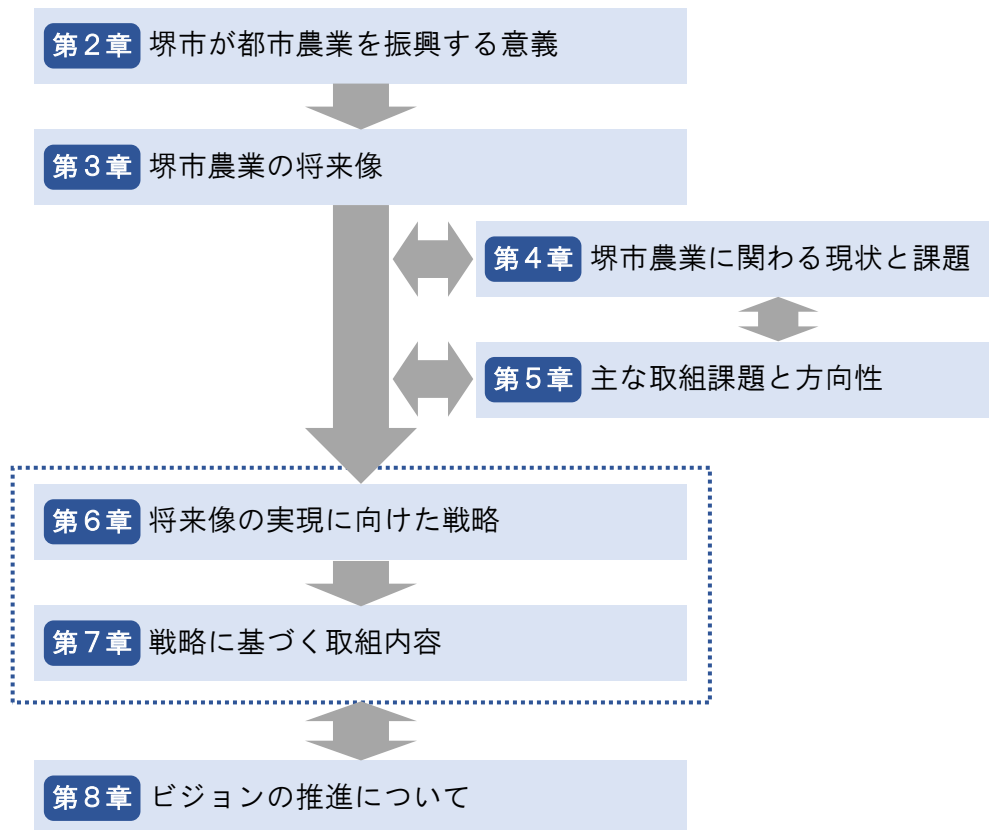 第2章 堺市が都市農業を振興する意義
第3章 堺市農業の将来像
第4章 堺市農業に関わる現状と課題
第5章 主な取組課題と方向性
第6章 将来像の実現に向けた戦略
第7章 戦略に基づく取組内容
第8章 ビジョンの推進について